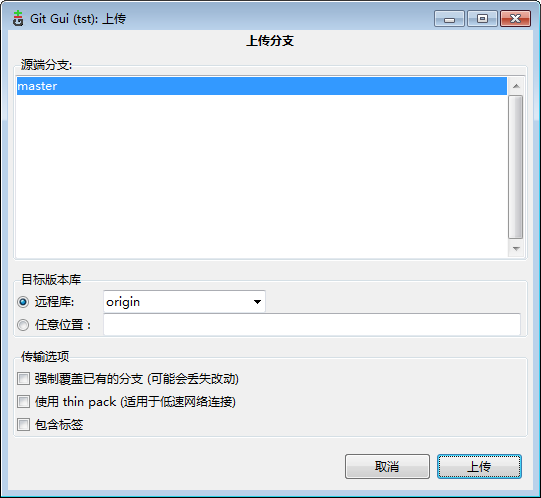 Git Gui (tst): 上传
上传分支
源端分支:
master
目标版本库
远程库:
origin
任意位置：
传输选项
强制覆盖已有的分支 (可能会丢失改动)
使用 thin pack (适用于低速网络连接)
包含标签
取消
上传